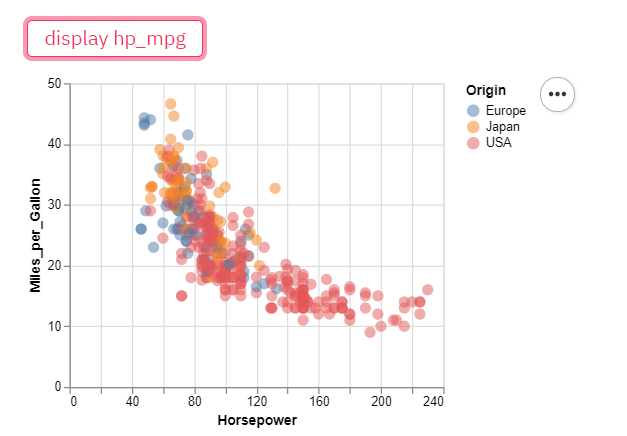 display hp_mpg
50
40
30
20
10
0
Miles_per_Gallon
0 40 80 120 160 200 240
Horsepower
Origin
Europe
Japan
USA